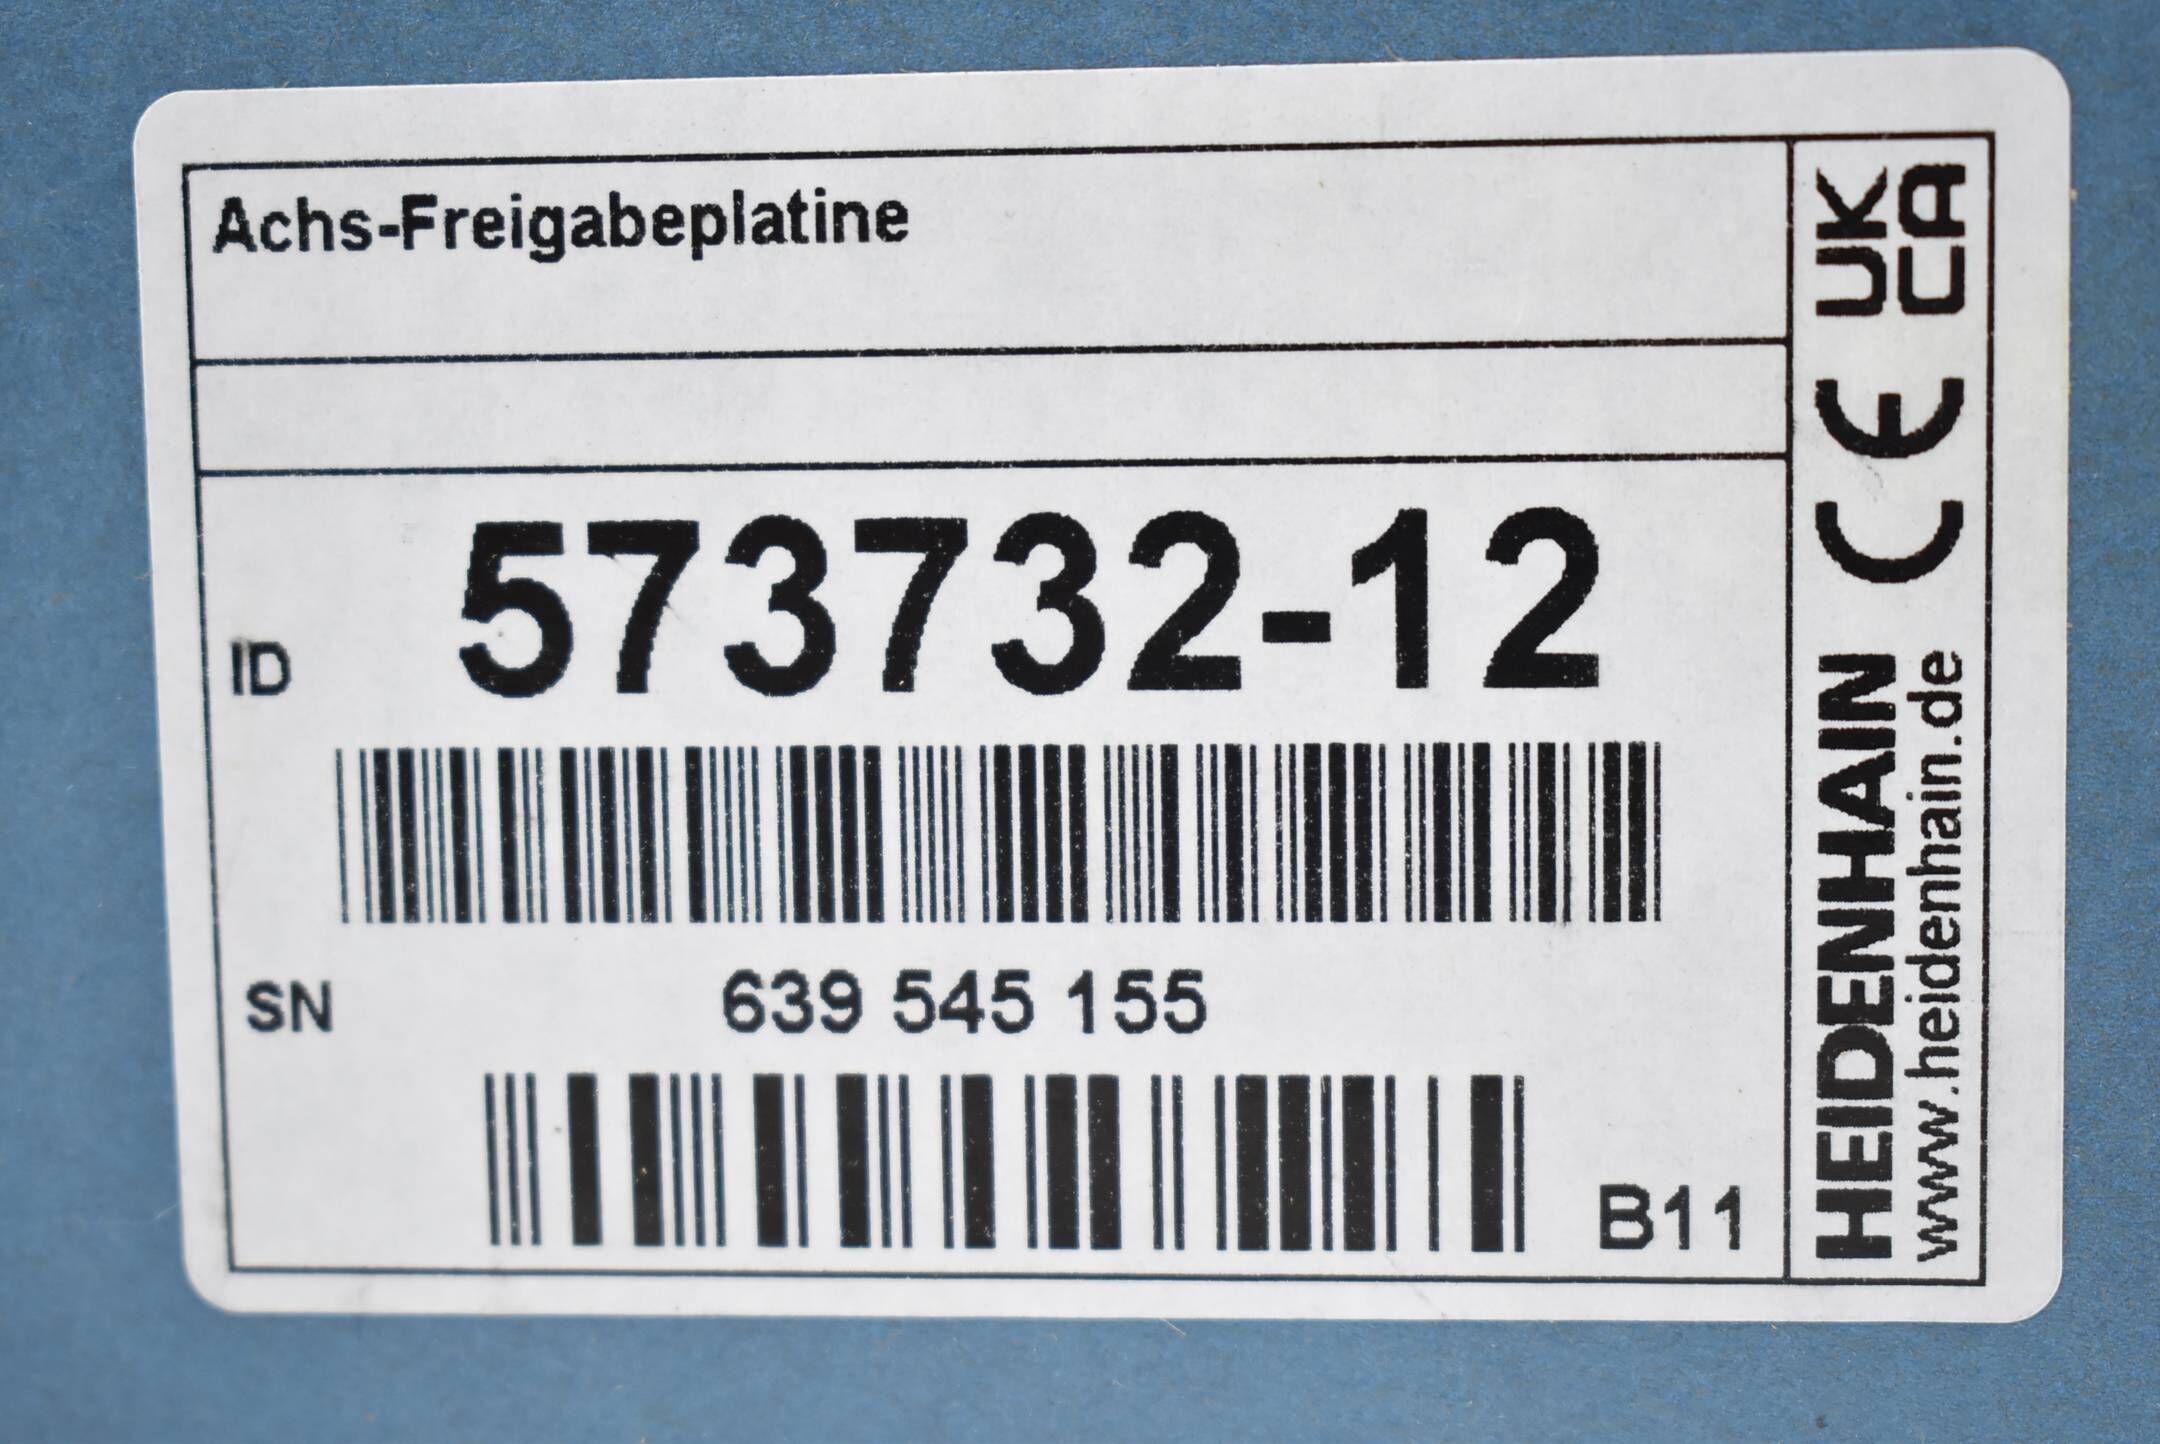 Achs-Freigabeplatine
ID 573732-12
SN 639 545 155
B11
HEIDENHAIN CE UK
CA
www.heidenhain.de